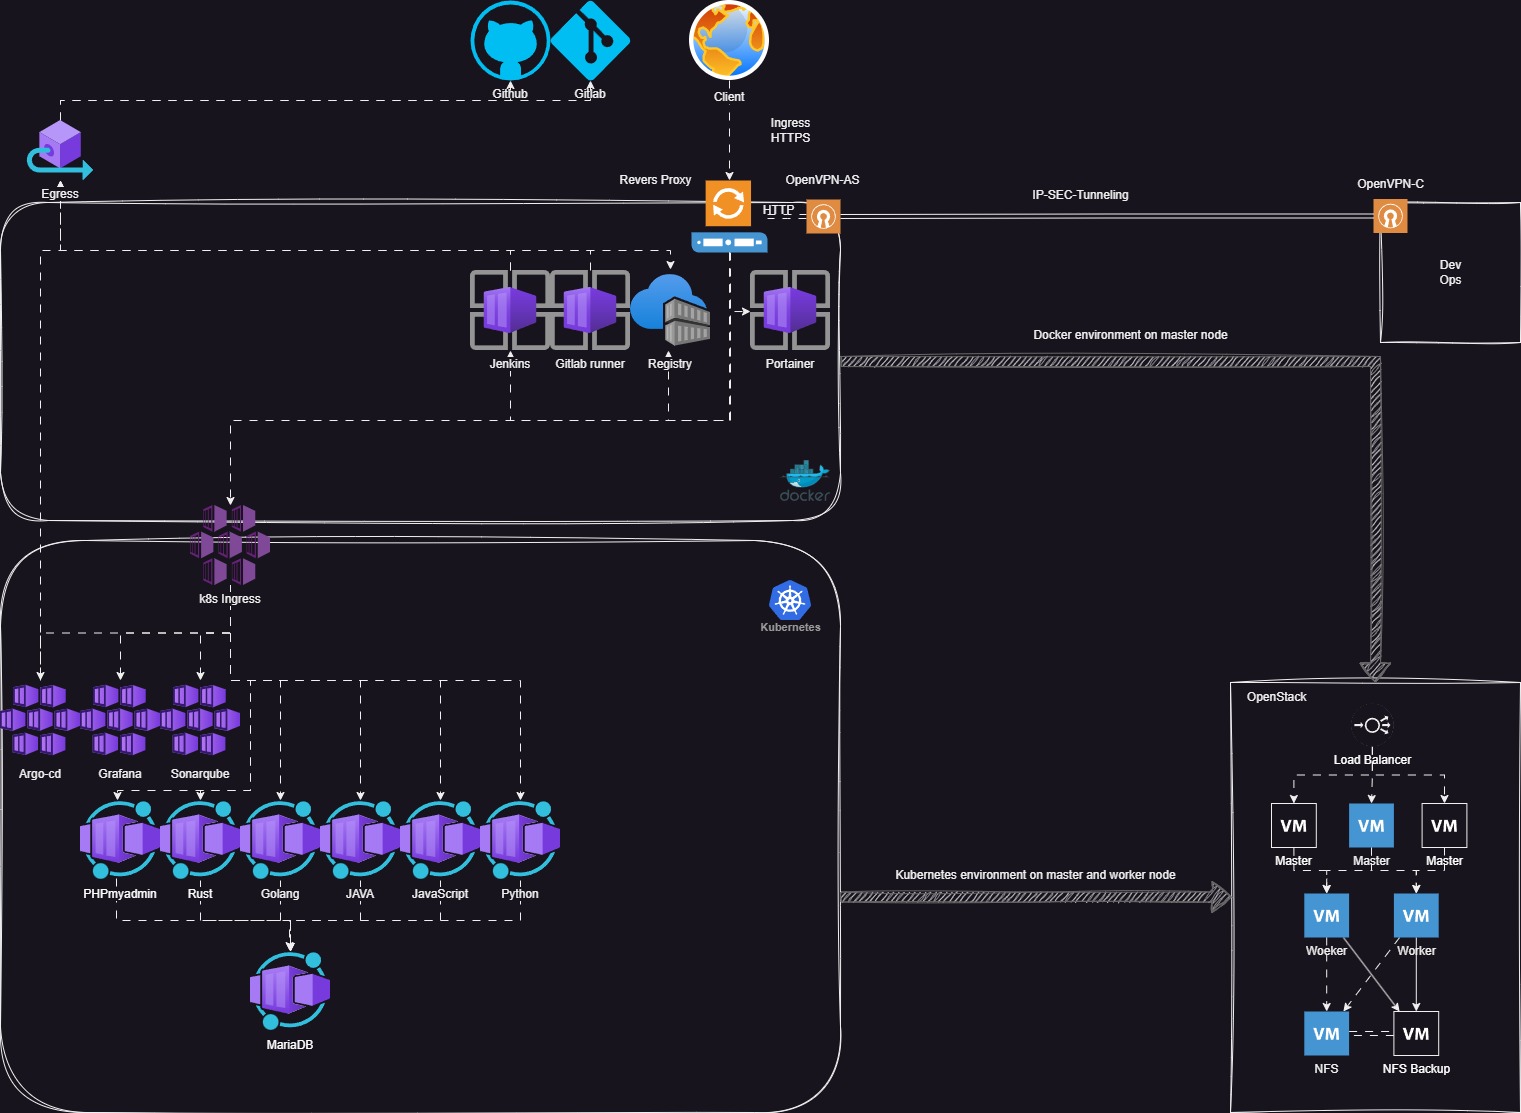 Github
Gitlab
Client
Ingress
HTTPS
Egress
Revers Proxy
OpenVPN-AS
HTTP
IP-SEC-Tunneling
OpenVPN-C
Dev
Ops
Jenkins
Gitlab runner
Registry
Portainer
Docker environment on master node
docker
k8s Ingress
Kubernetes
Argo-cd
Grafana
Sonarqube
PHPmyadmin
Rust
Golang
JAVA
JavaScript
Python
MariaDB
Kubernetes environment on master and worker node
OpenStack
Load Balancer
VM
VM
VM
Master
Master
Master
VM
VM
Woeker
Worker
VM
VM
NFS
NFS Backup